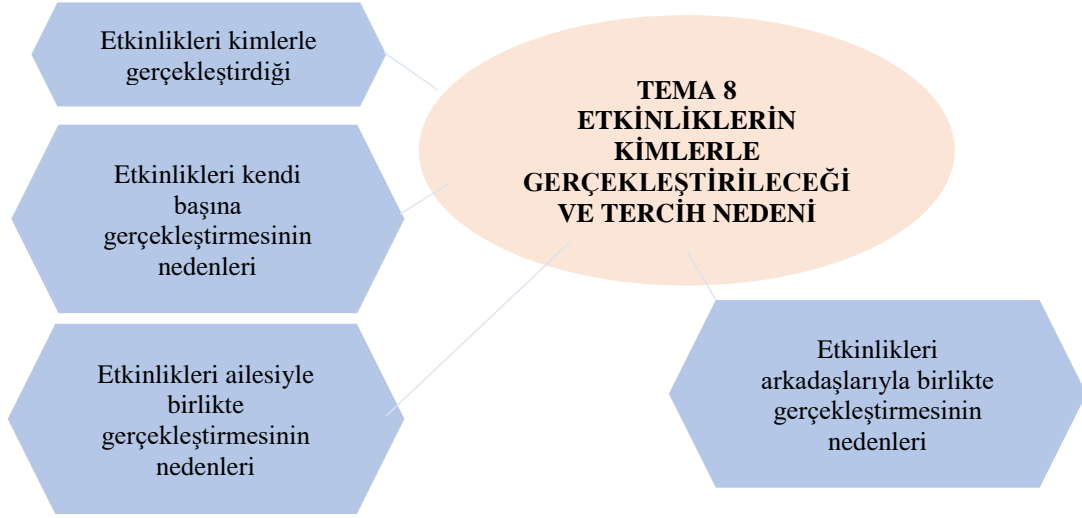 Etkinlikleri kimlerle
gerçekleştirdiği
TEMA 8
ETKİNLİKLERİN
KİMLERLE
GERÇEKLEŞTİRİLECEĞİ
VE TERCİH NEDENİ
Etkinlikleri kendi
başına
gerçekleştirmesinin
nedenleri
Etkinlikleri ailesiyle
birlikte
gerçekleştirmesinin
nedenleri
Etkinlikleri
arkadaşlarıyla birlikte
gerçekleştirmesinin
nedenleri